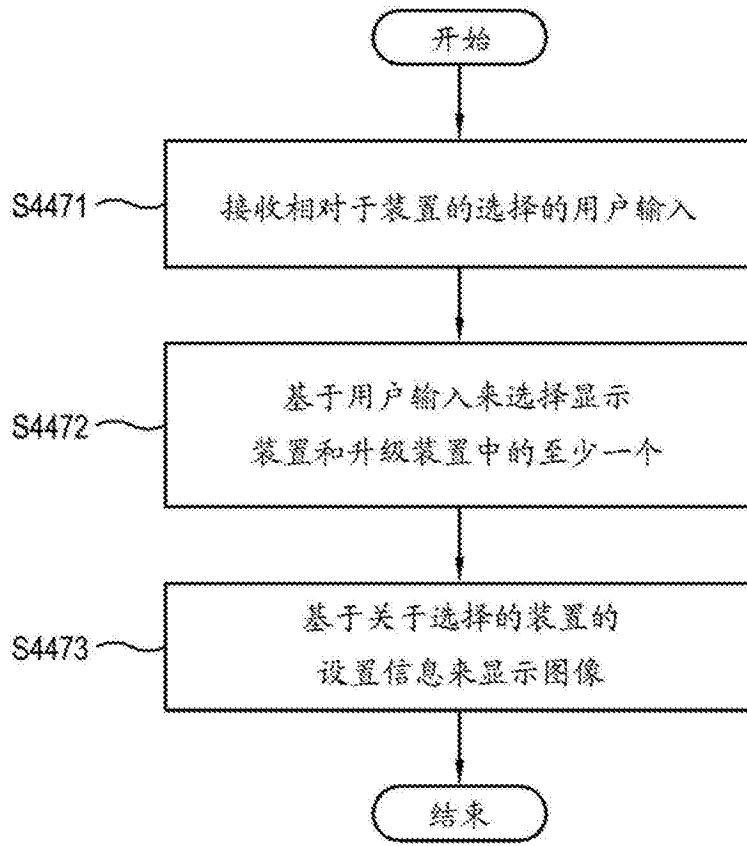 开始
S4471
接收相对于装置的选择的用户输入
S4472
基于用户输入来选择显示
装置和升级装置中的至少一个
S4473
基于关于选择的装置的
设置信息来显示图像
结束